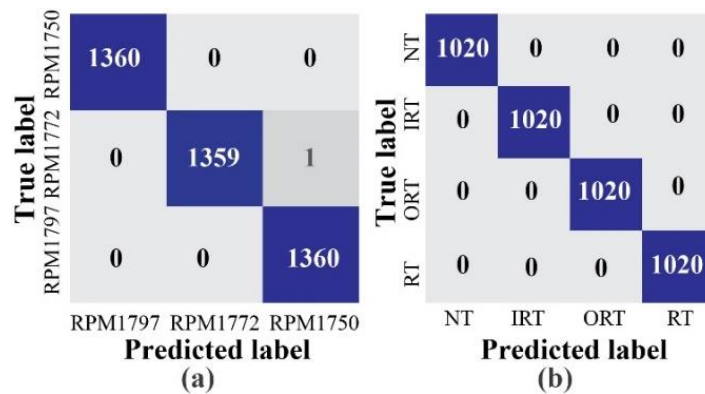 True label
RPM1750
RPM1772
RPM1797
1360 0 0
0 1359 1
0 0 1360
RPM1797 RPM1772 RPM1750
Predicted label
(a)
True label
NT
IRT
ORT
RT
1020 0 0 0
0 1020 0 0
0 0 1020 0
0 0 0 1020
NT IRT ORT RT
Predicted label
(b)